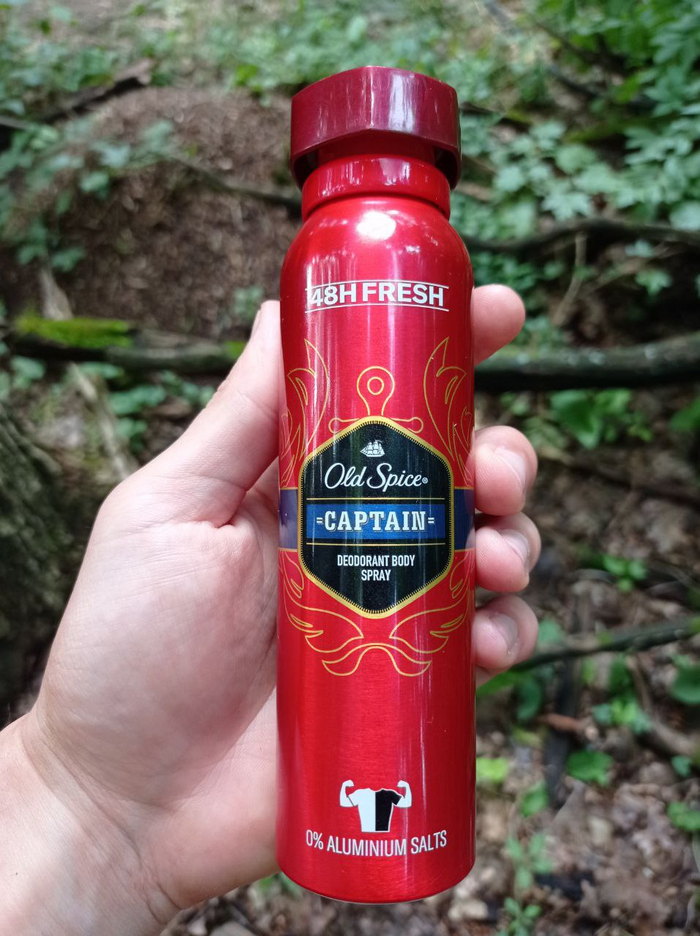 48H FRESH
Old Spice®
CAPTAIN
DEODORANT BODY
SPRAY
0% ALUMINIUM SALTS